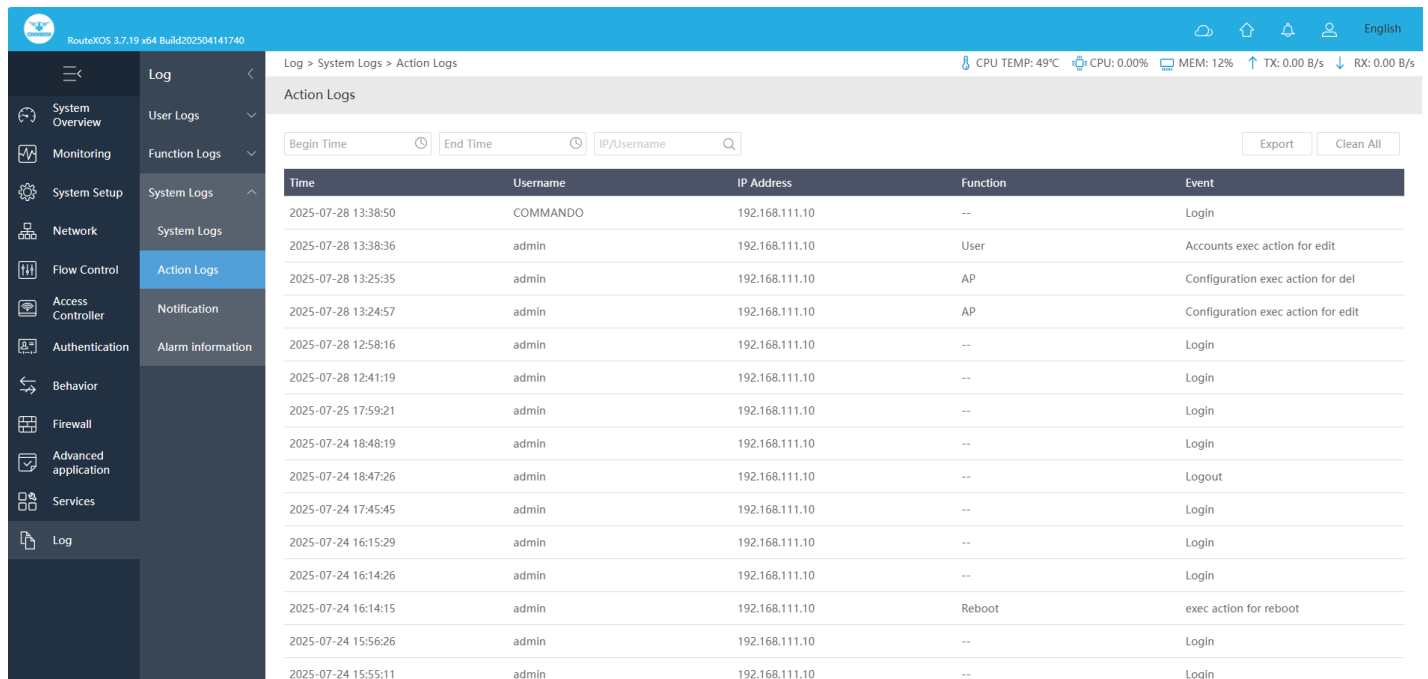 COMMANDO
RouteXOS 3.7.19 x64 Build202504141740
English
Log > System Logs > Action Logs
CPU TEMP: 49℃ CPU: 0.00% MEM: 12% TX: 0.00 B/s RX: 0.00 B/s
System Overview
Monitoring
System Setup
Network
Flow Control
Access Controller
Authentication
Behavior
Firewall
Advanced application
Services
Log
Log
User Logs
Function Logs
System Logs
System Logs
Action Logs
Notification
Alarm information
Action Logs
Begin Time End Time IP/Username Export Clean All
Time Username IP Address Function Event
2025-07-28 13:38:50 COMMANDO 192.168.111.10 -- Login
2025-07-28 13:38:36 admin 192.168.111.10 User Accounts exec action for edit
2025-07-28 13:25:35 admin 192.168.111.10 AP Configuration exec action for del
2025-07-28 13:24:57 admin 192.168.111.10 AP Configuration exec action for edit
2025-07-28 12:58:16 admin 192.168.111.10 -- Login
2025-07-28 12:41:19 admin 192.168.111.10 -- Login
2025-07-25 17:59:21 admin 192.168.111.10 -- Login
2025-07-24 18:48:19 admin 192.168.111.10 -- Login
2025-07-24 18:47:26 admin 192.168.111.10 -- Logout
2025-07-24 17:45:45 admin 192.168.111.10 -- Login
2025-07-24 16:15:29 admin 192.168.111.10 -- Login
2025-07-24 16:14:26 admin 192.168.111.10 -- Login
2025-07-24 16:14:15 admin 192.168.111.10 Reboot exec action for reboot
2025-07-24 15:56:26 admin 192.168.111.10 -- Login
2025-07-24 15:55:11 admin 192.168.111.10 -- Login